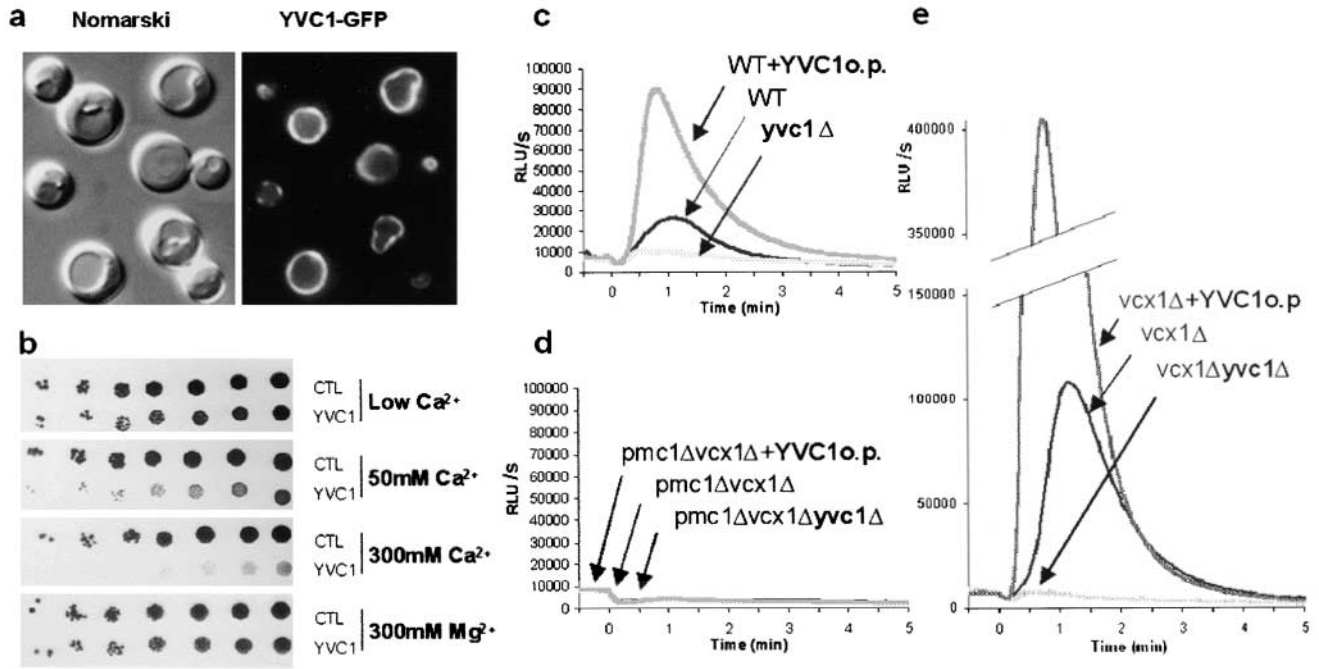 a
Nomarski
YVC1-GFP
b
CTL
YVC1
Low Ca²⁺
CTL
YVC1
50mM Ca²⁺
CTL
YVC1
300mM Ca²⁺
CTL
YVC1
300mM Mg²⁺
c
RLU/s
100000
90000
80000
70000
60000
50000
40000
30000
20000
10000
0
WT+YVC1o.p.
WT
yvc1Δ
0 1 2 3 4 5
Time (min)
d
RLU/s
100000
90000
80000
70000
60000
50000
40000
30000
20000
10000
0
pmc1Δvcx1Δ+YVC1o.p.
pmc1Δvcx1Δ
pmc1Δvcx1Δyvc1Δ
0 1 2 3 4 5
Time (min)
e
RLU/s
400000
350000
150000
100000
50000
0
vcx1Δ+YVC1o.p
vcx1Δ
vcx1Δyvc1Δ
0 1 2 3 4 5
Time (min)